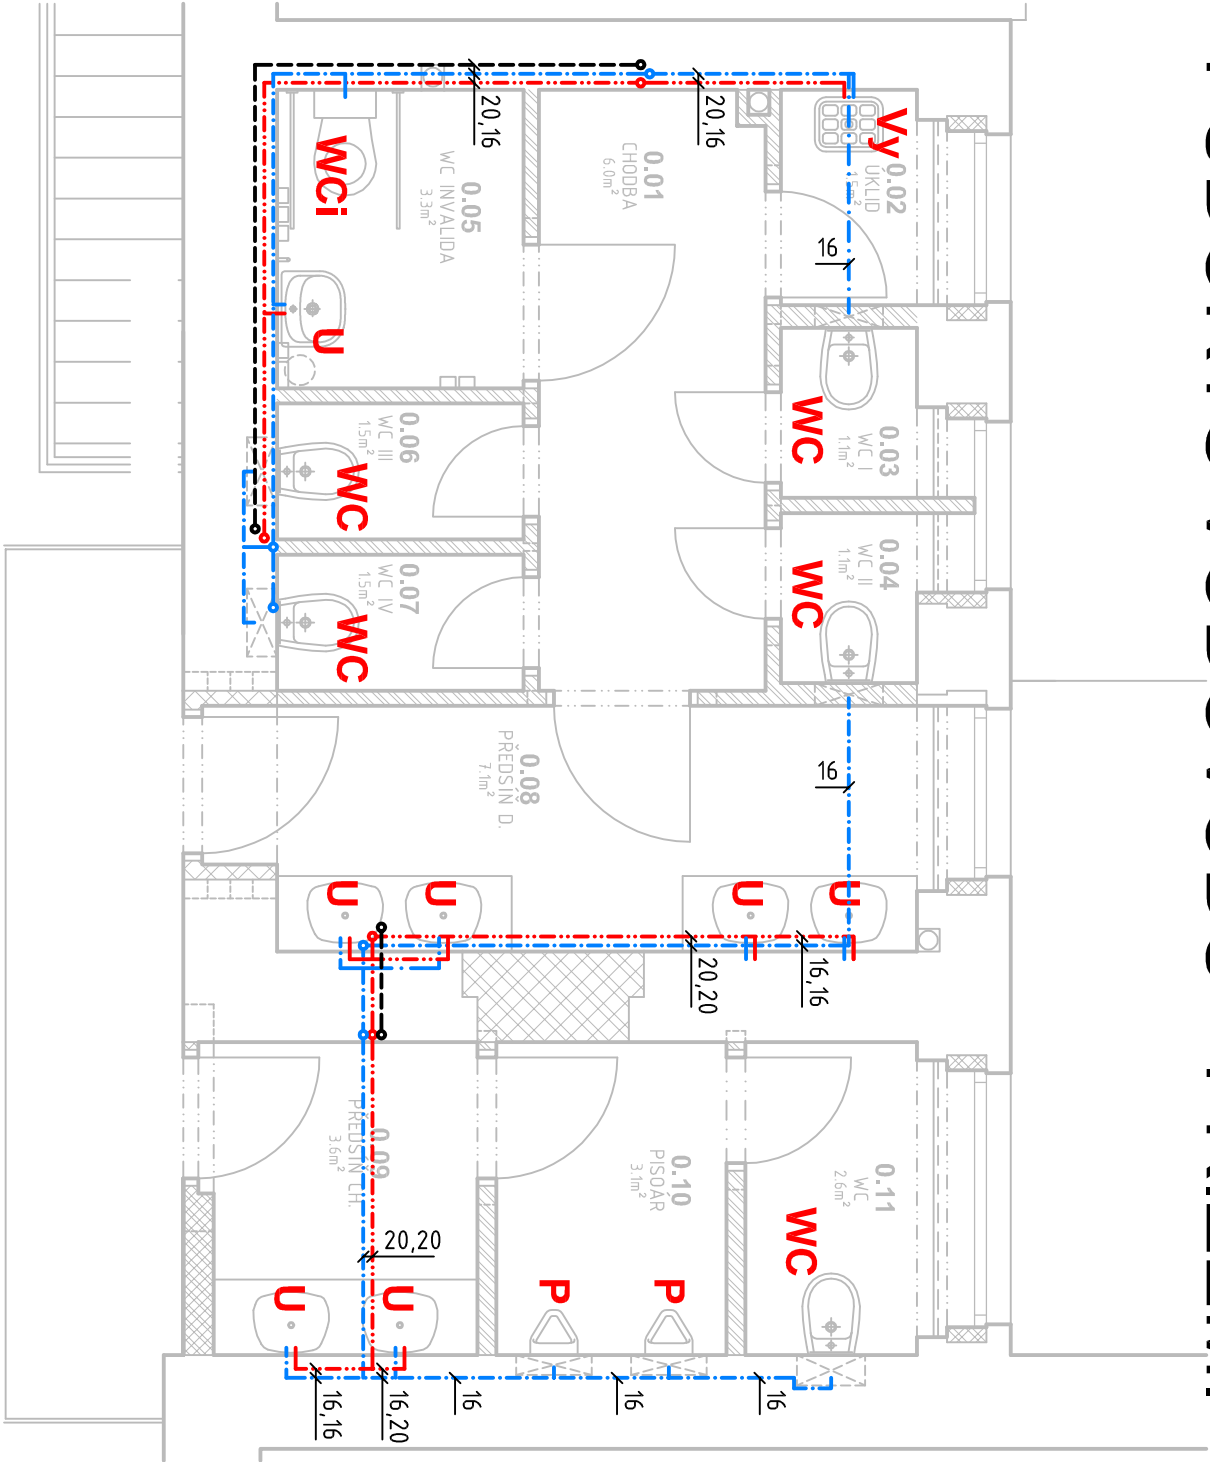 20,16
20,16
Vy
0.02
ÚKLID
1.5m²
WCi
0.05
WC INVALIDA
3.3m²
0.01
CHODBA
6.0m²
16
U
WC
0.03
WC I
1.1m²
0.06
WC III
1.5m²
WC
0.04
WC II
1.1m²
WC
0.07
WC IV
1.5m²
WC
0.08
PŘEDSÍŇ D.
7.1m²
16
U
U
U
U
20,20
16,16
0.09
PŘEDSÍŇ CH.
3.6m²
0.10
PISOÁR
3.1m²
0.11
WC
2.6m²
WC
20,20
U
U
P
P
16,16
16,20
16
16
16